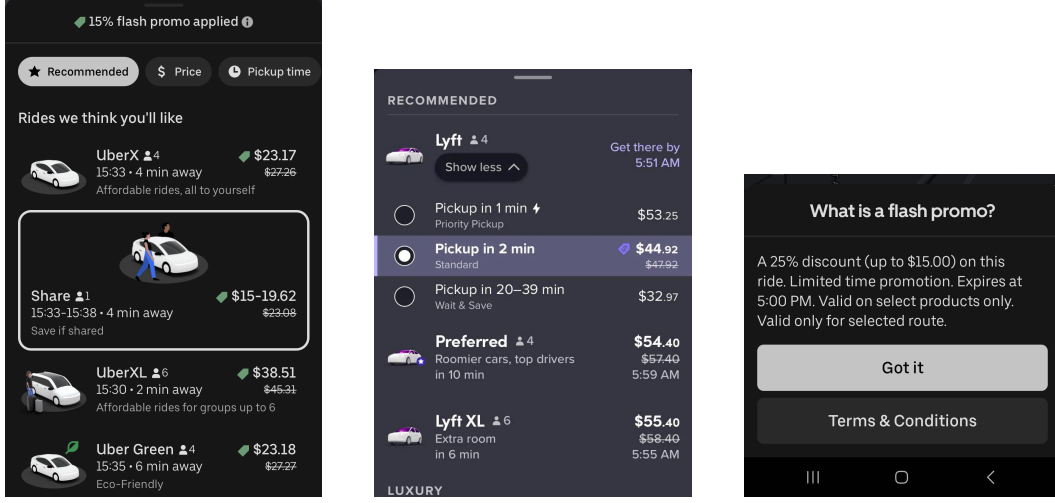 15% flash promo applied
Recommended
$ Price
Pickup time
Rides we think you'll like
UberX 4
$23.17
15:33 • 4 min away
$27.26
Affordable rides, all to yourself
Share 1
$15-19.62
15:33-15:38 • 4 min away
$23.08
Save if shared
UberXL 6
$38.51
15:30 • 2 min away
$45.31
Affordable rides for groups up to 6
Uber Green 4
$23.18
15:35 • 6 min away
$27.27
Eco-Friendly
RECOMMENDED
Lyft 4
Get there by
5:51 AM
Show less
Pickup in 1 min
$53.25
Priority Pickup
Pickup in 2 min
$44.92
Standard
$47.92
Pickup in 20–39 min
$32.97
Wait & Save
Preferred 4
$54.40
Roomier cars, top drivers
$57.40
in 10 min
5:59 AM
Lyft XL 6
$55.40
Extra room
$58.40
in 6 min
5:55 AM
LUXURY
What is a flash promo?
A 25% discount (up to $15.00) on this
ride. Limited time promotion. Expires at
5:00 PM. Valid on select products only.
Valid only for selected route.
Got it
Terms & Conditions